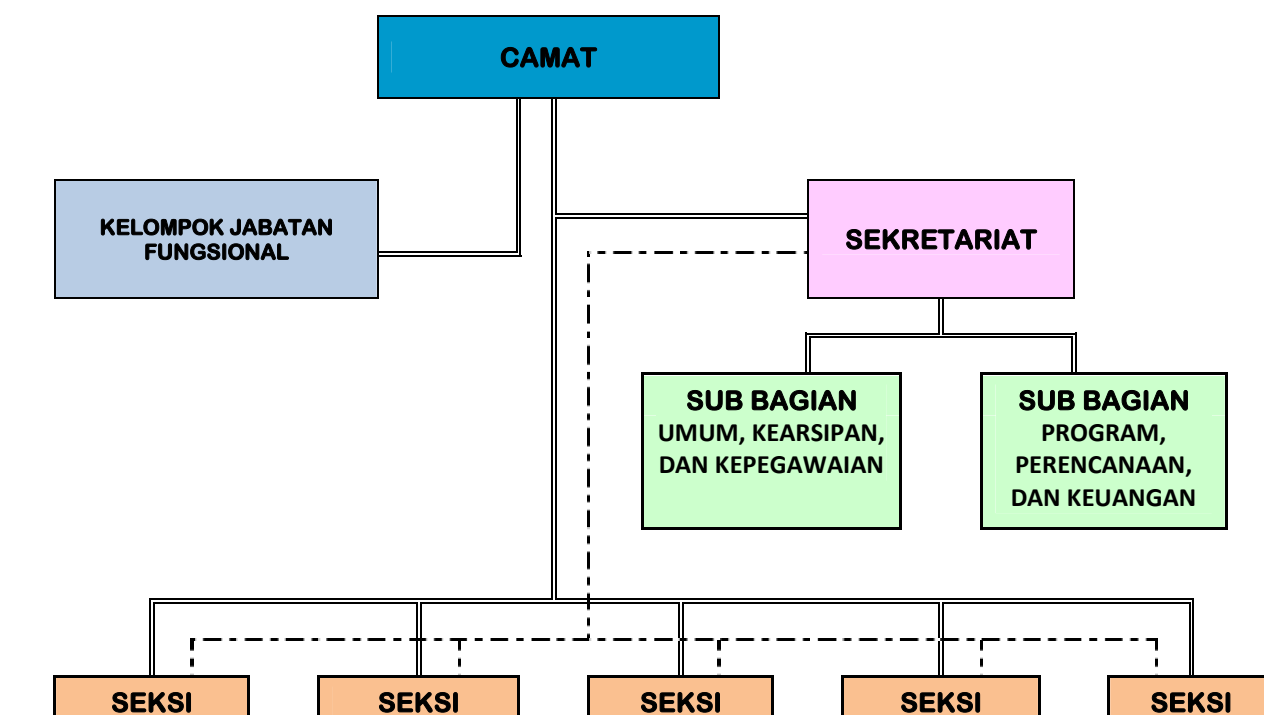 CAMAT
KELOMPOK JABATAN
FUNGSIONAL
SEKRETARIAT
SUB BAGIAN
UMUM, KEARSIPAN,
DAN KEPEGAWAIAN
SUB BAGIAN
PROGRAM,
PERENCANAAN,
DAN KEUANGAN
SEKSI
SEKSI
SEKSI
SEKSI
SEKSI